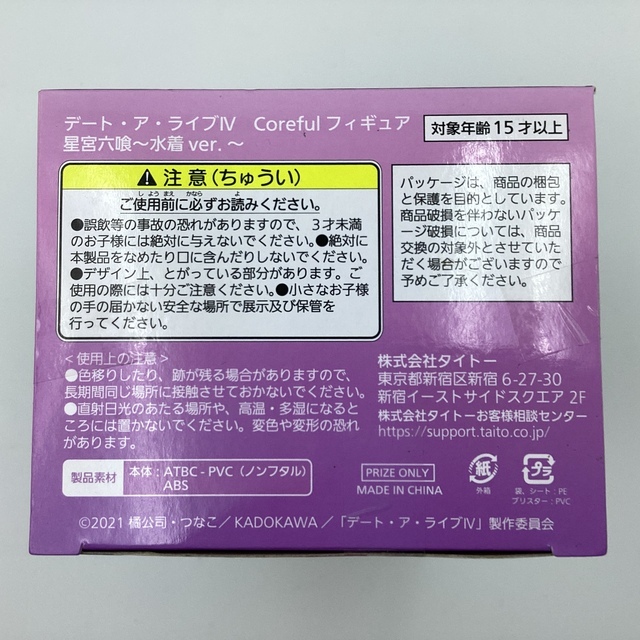 デート・ア・ライブⅣ Coreful フィギュア
星宮六喰～水着 ver. ～
対象年齢 15 才以上
注意(ちゅうい)
しようまえ かなら よ
ご使用前に必ずお読みください。
●誤飲等の事故の恐れがありますので、３才未満
のお子様には絶対に与えないでください。●絶対に
本製品をなめたり口に含んだりしないでください。
●デザイン上、とがっている部分があります。ご
使用の際には十分ご注意ください。●小さなお子様
の手の届かない安全な場所で展示及び保管を
行ってください。
パッケージは、商品の梱包
と保護を目的としています。
商品破損を伴わないパッケ
ージ破損については、商品
交換の対象外とさせていた
だく場合がございますので
予めご了承ください。
＜使用上の注意＞
●色移りしたり、跡が残る場合がありますので、
長期間同じ場所に接触させておかないでください。
●直射日光のあたる場所や、高温・多湿になると
ころには置かないでください。変色や変形の恐れ
があります。
株式会社タイトー
東京都新宿区新宿 6-27-30
新宿イーストサイドスクエア 2F
株式会社タイトーお客様相談センター
https://support.taito.co.jp/
製品素材
本体：ATBC - PVC（ノンフタル）
ABS
PRIZE ONLY
MADE IN CHINA
紙
外箱
プラ
袋、シート：PE
ブリスター：PVC
©2021 橘公司・つなこ／KADOKAWA／「デート・ア・ライブⅣ」製作委員会